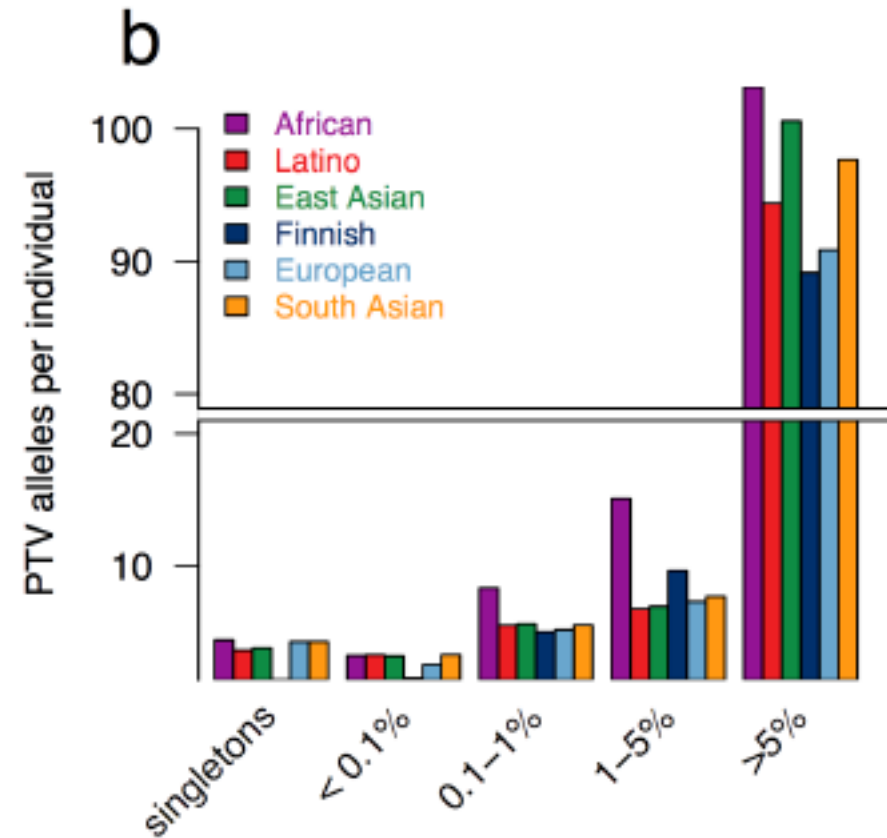 b
PTV alleles per individual
100
90
80
20
10
African
Latino
East Asian
Finnish
European
South Asian
singletons
< 0.1%
0.1–1%
1–5%
>5%